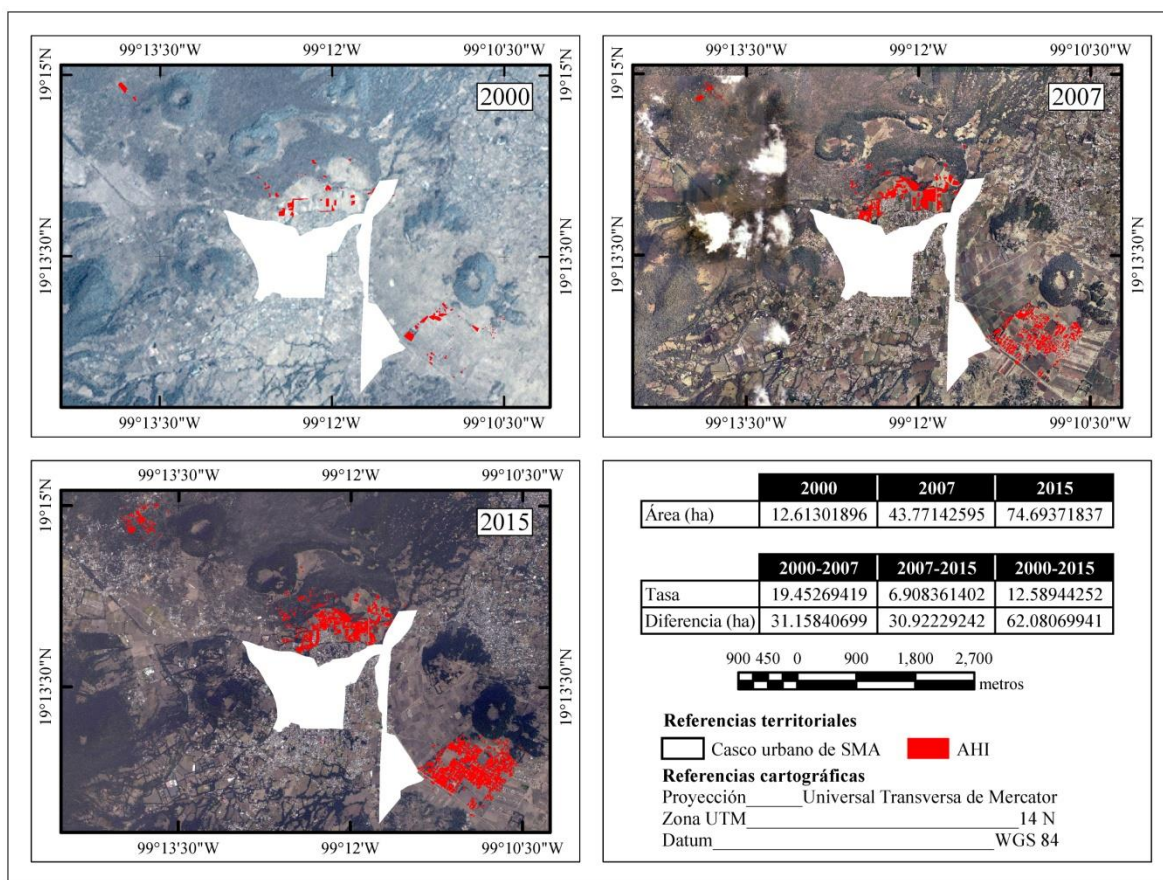 99°13'30"W 99°12'W 99°10'30"W
19°15'N 19°15'N
2000
19°13'30"N 19°13'30"N
99°13'30"W 99°12'W 99°10'30"W
99°13'30"W 99°12'W 99°10'30"W
19°15'N 19°15'N
2007
19°13'30"N 19°13'30"N
99°13'30"W 99°12'W 99°10'30"W
99°13'30"W 99°12'W 99°10'30"W
19°15'N 19°15'N
2015
19°13'30"N 19°13'30"N
99°13'30"W 99°12'W 99°10'30"W
2000 2007 2015
Área (ha) 12.61301896 43.77142595 74.69371837
2000-2007 2007-2015 2000-2015
Tasa 19.45269419 6.908361402 12.58944252
Diferencia (ha) 31.15840699 30.92229242 62.08069941
900 450 0 900 1,800 2,700
metros
Referencias territoriales
Casco urbano de SMA AHI
Referencias cartográficas
Proyección______Universal Transversa de Mercator
Zona UTM______________________________14 N
Datum______________________________WGS 84